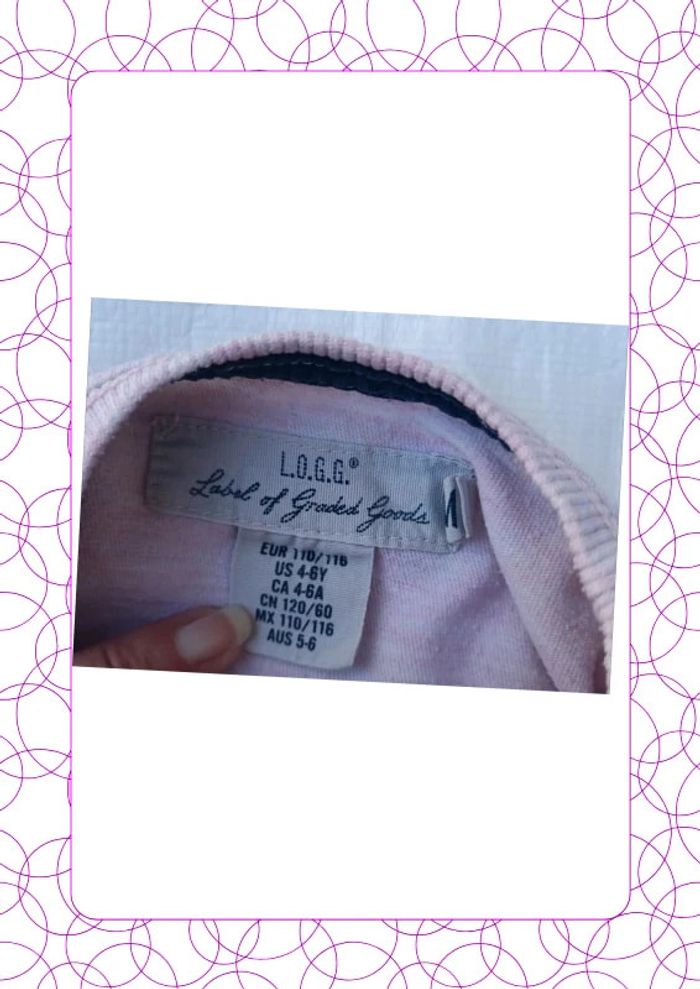 L.O.G.G.®
Label of Graded Goods
EUR 110/116
US 4-6Y
CA 4-6A
CN 120/60
MX 110/116
AUS 5-6